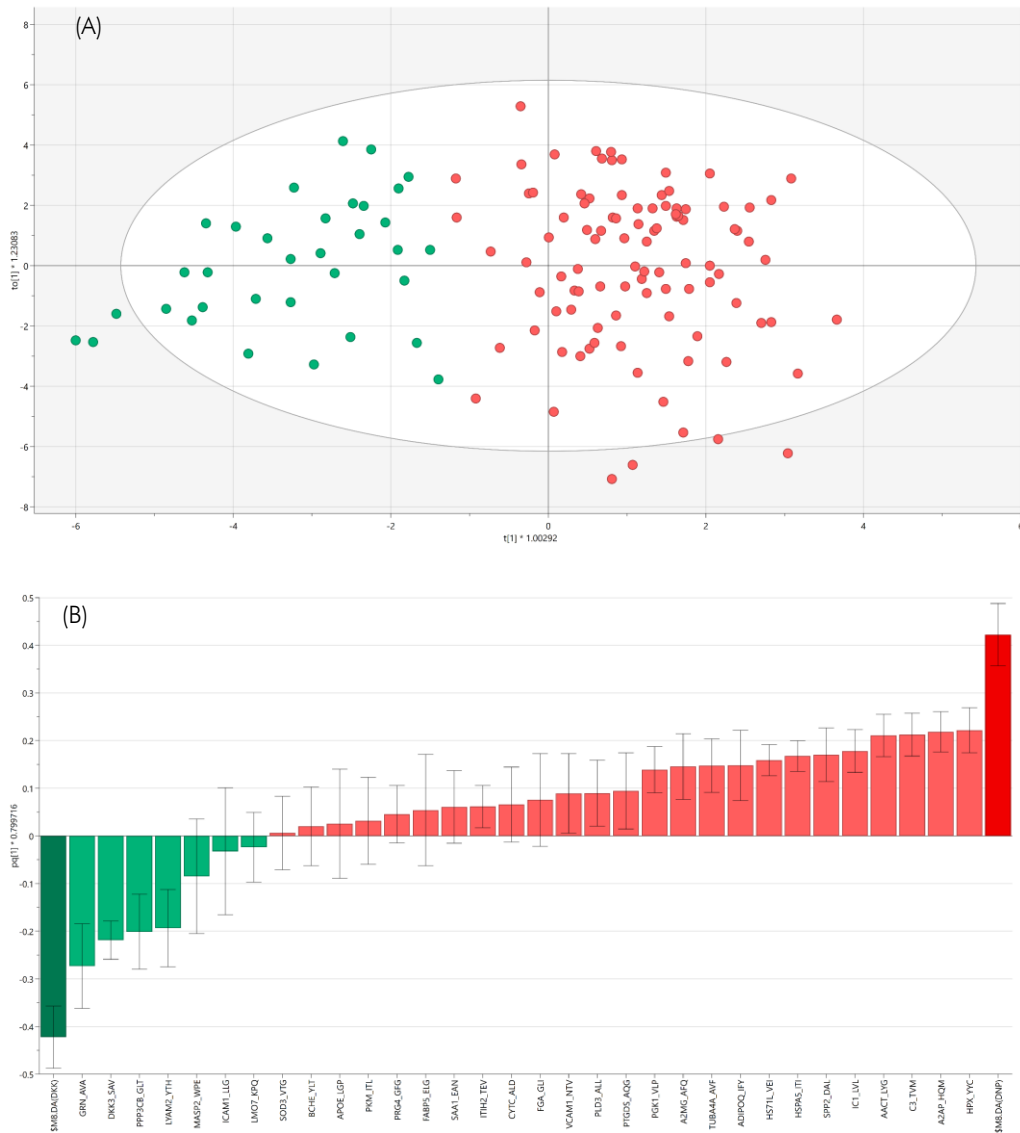 (A)
8
6
4
2
0
-2
-4
-6
-8
to[1] * 1.23083
-6
-4
-2
0
2
4
6
t[1] * 1.00292
(B)
0.5
0.4
0.3
0.2
0.1
0
-0.1
-0.2
-0.3
-0.4
-0.5
pq[1] * 0.799716
$M8.DA(DKK)
GRN_AVA
DKK3_SAV
PPP3CB_GLT
LYAM2_YTH
MASP2_WPE
ICAM1_LLG
LMO7_KPQ
SOD3_VTG
BCHE_YLT
APOE_LGP
PKM_ITL
PRG4_GFG
FABP5_ELG
SAA1_EAN
ITIH2_TEV
CYTC_ALD
FGA_GLI
VCAM1_NTV
PLD3_ALL
PTGDS_AQG
PGK1_VLP
A2MG_AFQ
TUBA4A_AVF
ADIPOQ_IFY
HS71L_VEI
HSPA5_ITI
SPP2_DAL
IC1_LVL
AACT_LYG
C3_TVM
A2AP_HQM
HPX_YYC
$M8.DA(DNP)